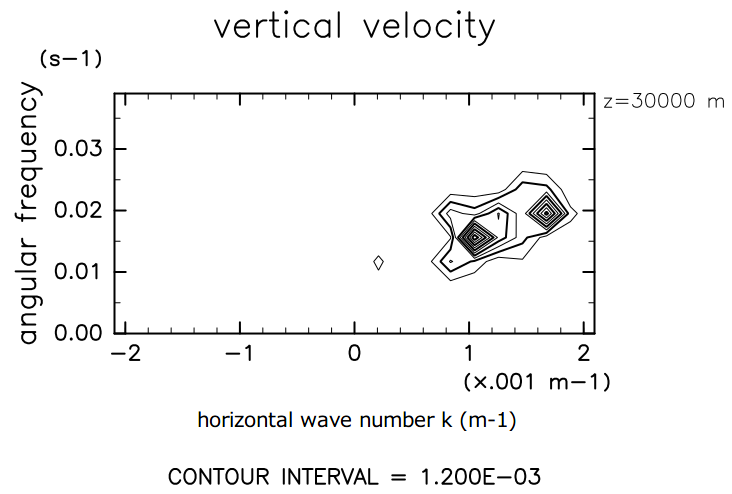 vertical velocity
(s−1)
z=30000 m
angular frequency
0.03
0.02
0.01
0.00
−2 −1 0 1 2
(×.001 m−1)
horizontal wave number k (m-1)
CONTOUR INTERVAL = 1.200E−03